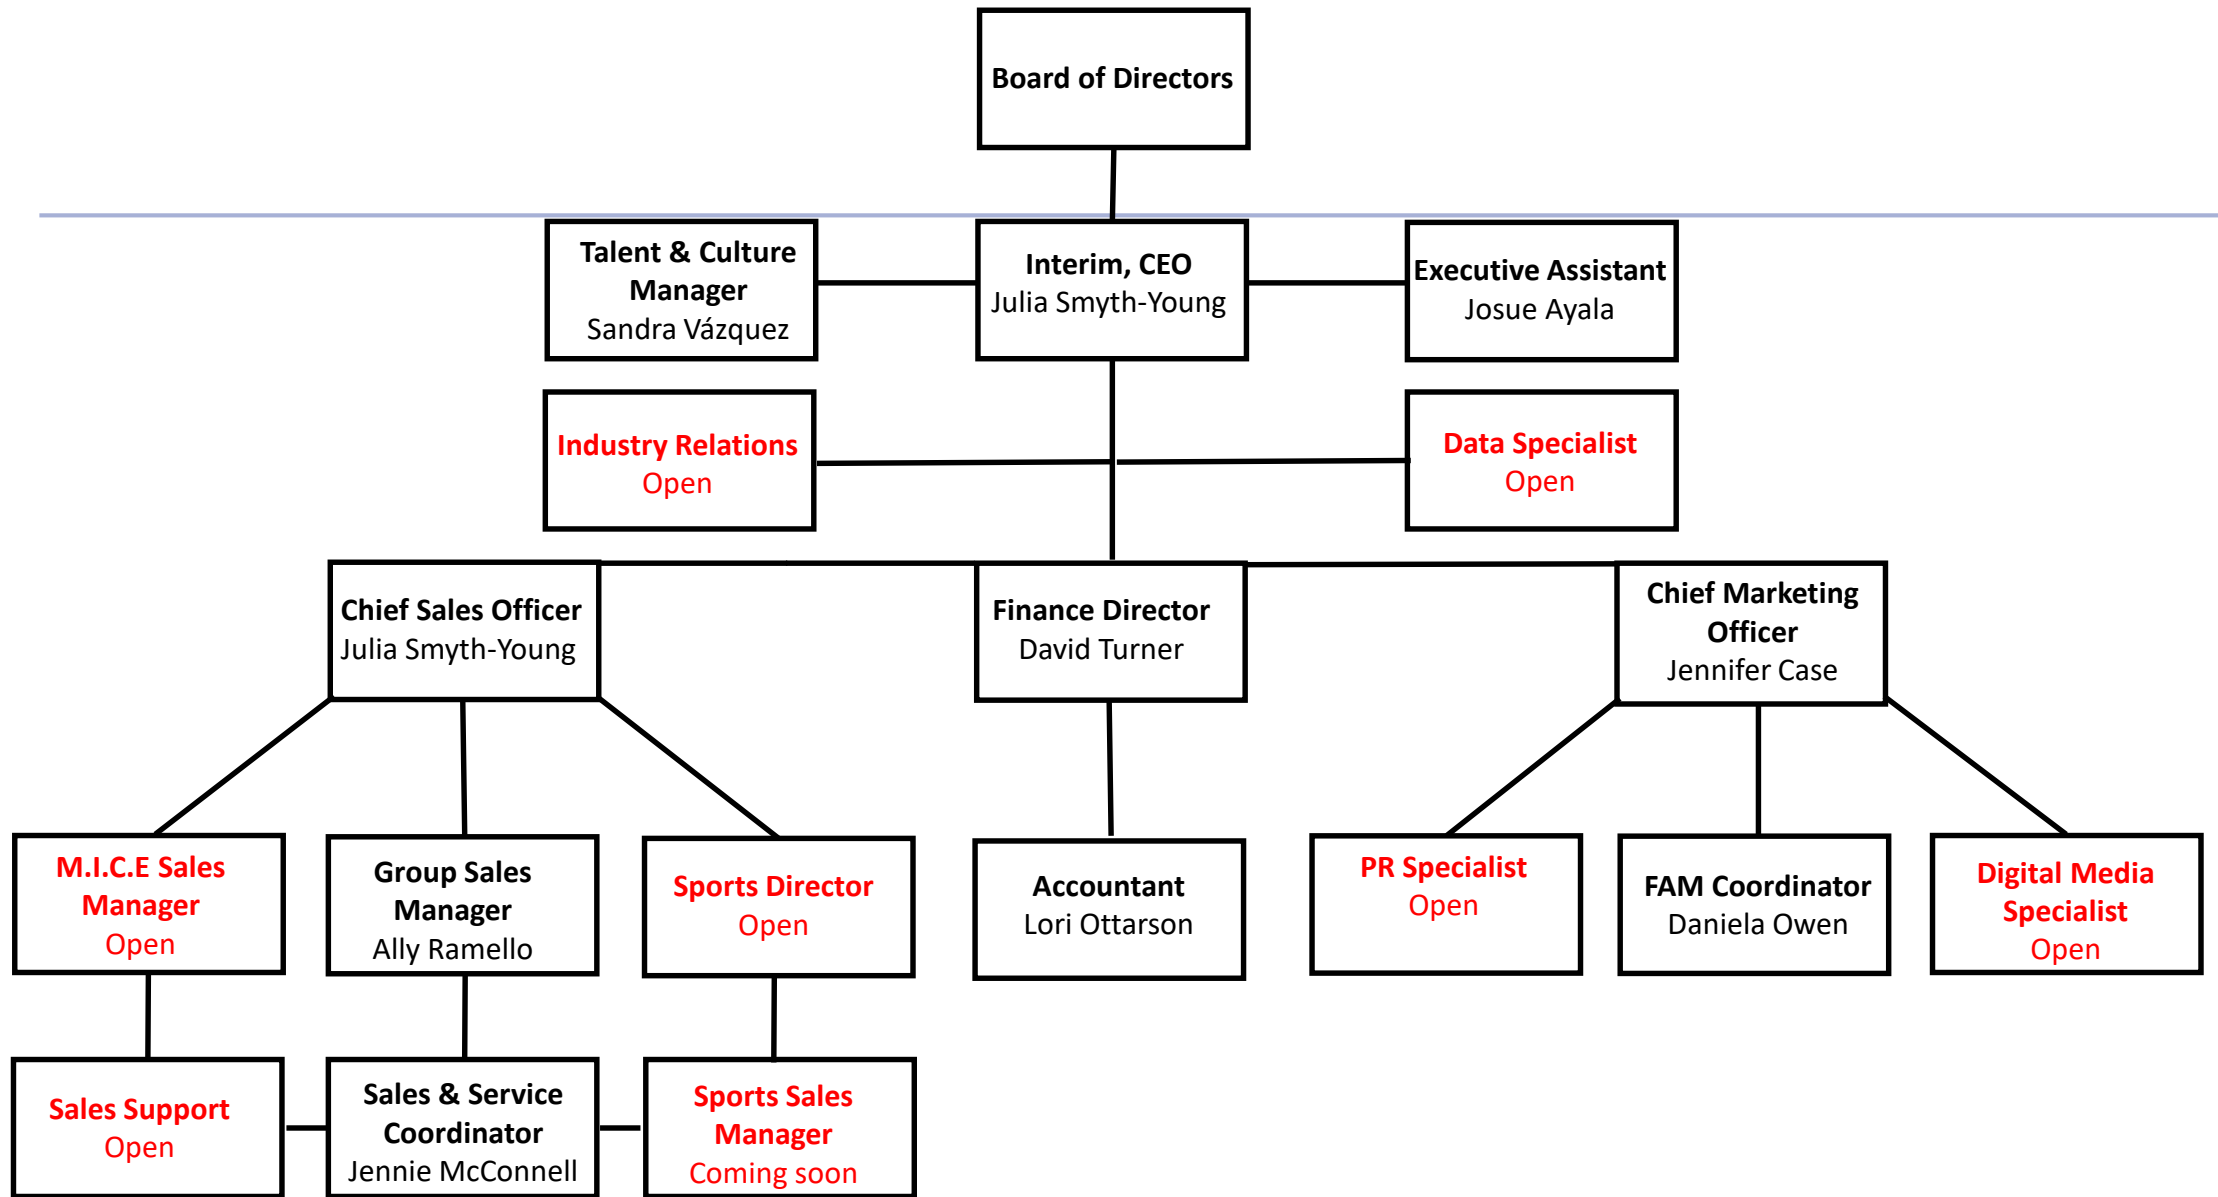 Board of Directors
Talent & Culture
Manager
Sandra Vázquez
Interim, CEO
Julia Smyth-Young
Executive Assistant
Josue Ayala
Industry Relations
Open
Data Specialist
Open
Chief Sales Officer
Julia Smyth-Young
Finance Director
David Turner
Chief Marketing
Officer
Jennifer Case
M.I.C.E Sales
Manager
Open
Group Sales
Manager
Ally Ramello
Sports Director
Open
Accountant
Lori Ottarson
PR Specialist
Open
FAM Coordinator
Daniela Owen
Digital Media
Specialist
Open
Sales Support
Open
Sales & Service
Coordinator
Jennie McConnell
Sports Sales
Manager
Coming soon